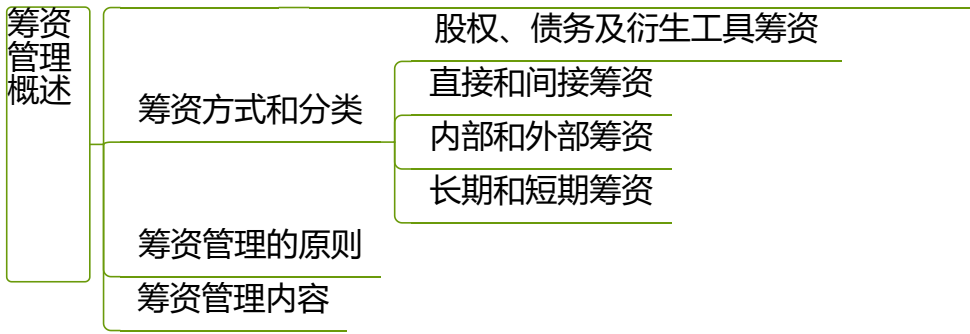 筹资
管理
概述
股权、债务及衍生工具筹资
筹资方式和分类
直接和间接筹资
内部和外部筹资
长期和短期筹资
筹资管理的原则
筹资管理内容